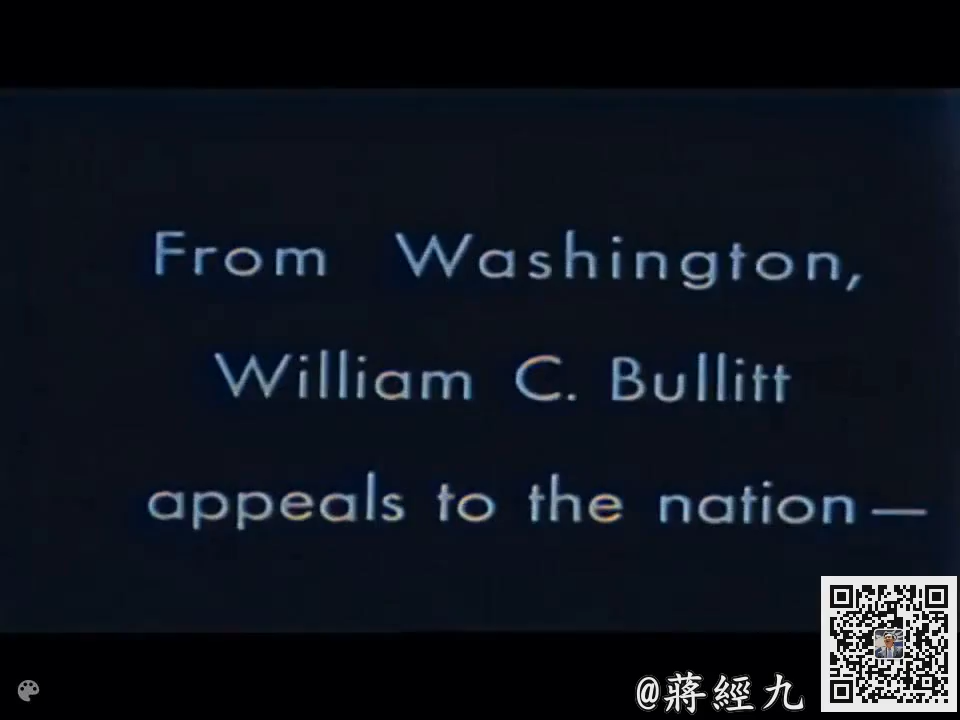 From Washington,
William C. Bullitt
appeals to the nation—
@蔣經九